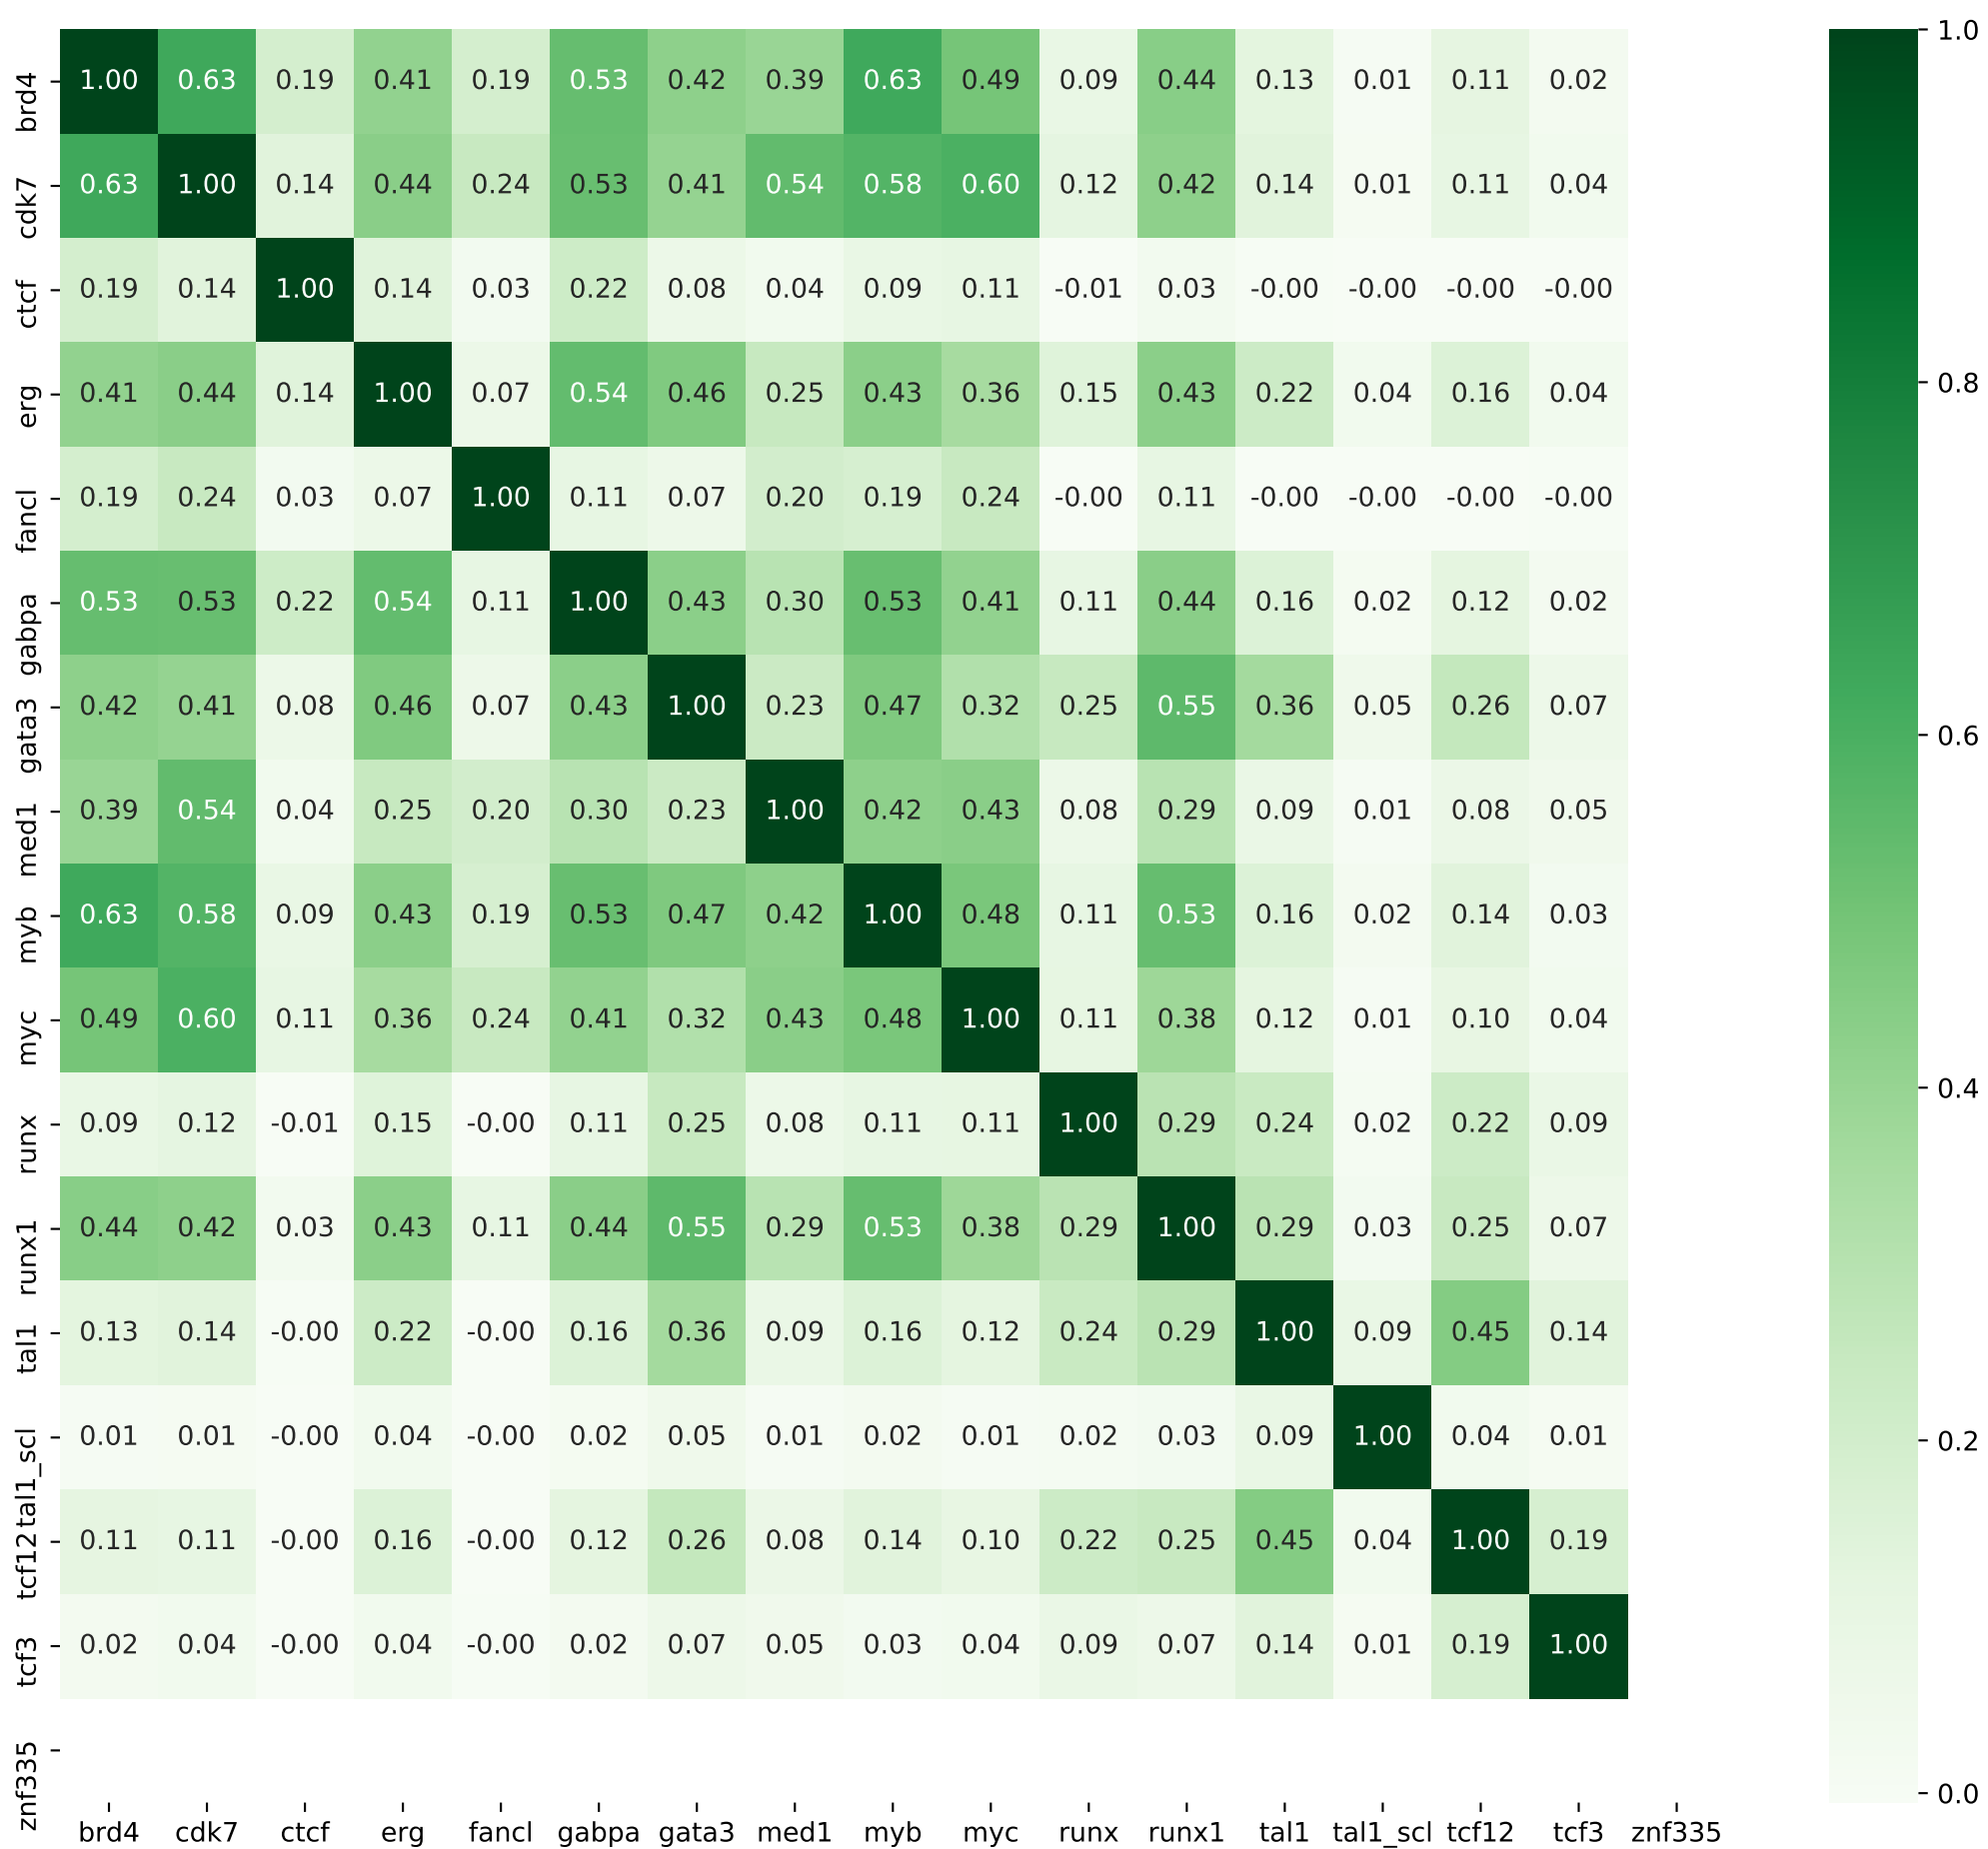 brd4 1.00 0.63 0.19 0.41 0.19 0.53 0.42 0.39 0.63 0.49 0.09 0.44 0.13 0.01 0.11 0.02
cdk7 0.63 1.00 0.14 0.44 0.24 0.53 0.41 0.54 0.58 0.60 0.12 0.42 0.14 0.01 0.11 0.04
ctcf 0.19 0.14 1.00 0.14 0.03 0.22 0.08 0.04 0.09 0.11 -0.01 0.03 -0.00 -0.00 -0.00 -0.00
erg 0.41 0.44 0.14 1.00 0.07 0.54 0.46 0.25 0.43 0.36 0.15 0.43 0.22 0.04 0.16 0.04
fancl 0.19 0.24 0.03 0.07 1.00 0.11 0.07 0.20 0.19 0.24 -0.00 0.11 -0.00 -0.00 -0.00 -0.00
gabpa 0.53 0.53 0.22 0.54 0.11 1.00 0.43 0.30 0.53 0.41 0.11 0.44 0.16 0.02 0.12 0.02
gata3 0.42 0.41 0.08 0.46 0.07 0.43 1.00 0.23 0.47 0.32 0.25 0.55 0.36 0.05 0.26 0.07
med1 0.39 0.54 0.04 0.25 0.20 0.30 0.23 1.00 0.42 0.43 0.08 0.29 0.09 0.01 0.08 0.05
myb 0.63 0.58 0.09 0.43 0.19 0.53 0.47 0.42 1.00 0.48 0.11 0.53 0.16 0.02 0.14 0.03
myc 0.49 0.60 0.11 0.36 0.24 0.41 0.32 0.43 0.48 1.00 0.11 0.38 0.12 0.01 0.10 0.04
runx 0.09 0.12 -0.01 0.15 -0.00 0.11 0.25 0.08 0.11 0.11 1.00 0.29 0.24 0.02 0.22 0.09
runx1 0.44 0.42 0.03 0.43 0.11 0.44 0.55 0.29 0.53 0.38 0.29 1.00 0.29 0.03 0.25 0.07
tal1 0.13 0.14 -0.00 0.22 -0.00 0.16 0.36 0.09 0.16 0.12 0.24 0.29 1.00 0.09 0.45 0.14
tal1_scl 0.01 0.01 -0.00 0.04 -0.00 0.02 0.05 0.01 0.02 0.01 0.02 0.03 0.09 1.00 0.04 0.01
tcf12 0.11 0.11 -0.00 0.16 -0.00 0.12 0.26 0.08 0.14 0.10 0.22 0.25 0.45 0.04 1.00 0.19
tcf3 0.02 0.04 -0.00 0.04 -0.00 0.02 0.07 0.05 0.03 0.04 0.09 0.07 0.14 0.01 0.19 1.00
znf335
brd4 cdk7 ctcf erg fancl gabpa gata3 med1 myb myc runx runx1 tal1 tal1_scl tcf12 tcf3 znf335
1.0
0.8
0.6
0.4
0.2
0.0